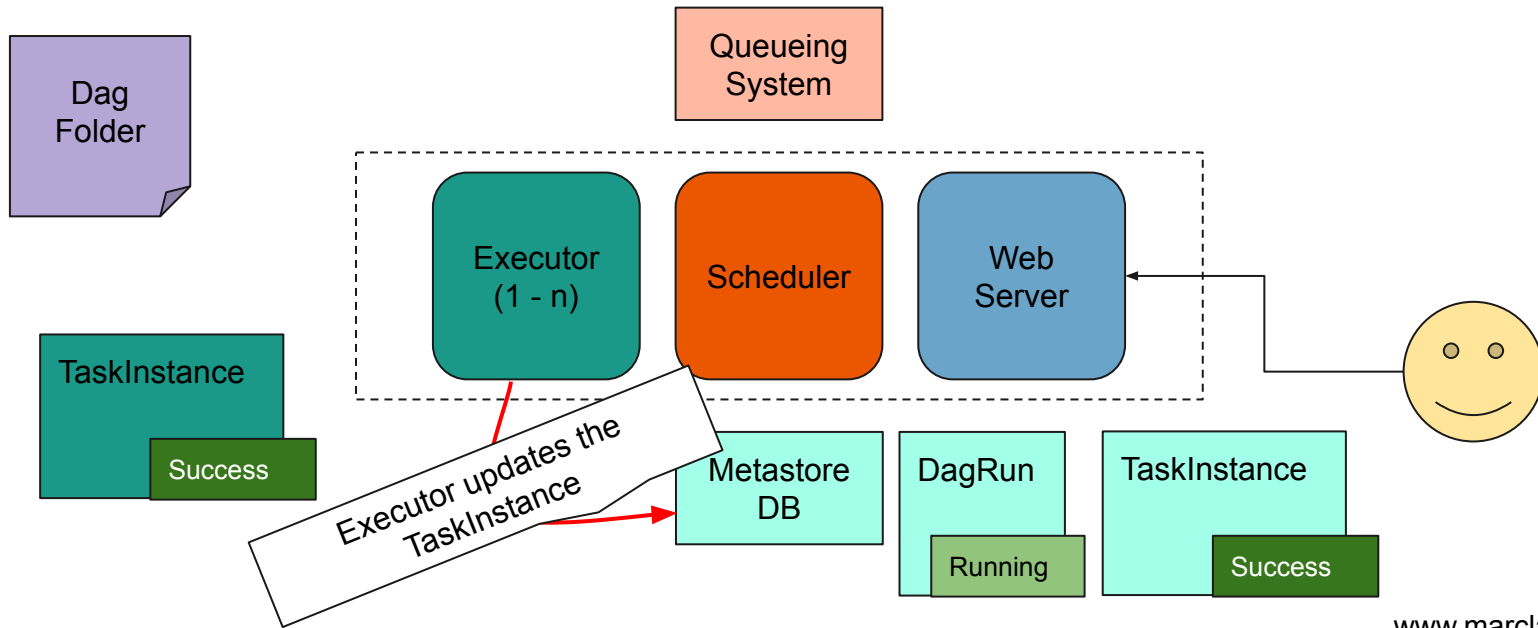 Queueing
System
Dag
Folder
Executor
(1 - n)
Scheduler
Web
Server
TaskInstance
Success
Executor updates the
TaskInstance
Metastore
DB
DagRun
Running
TaskInstance
Success